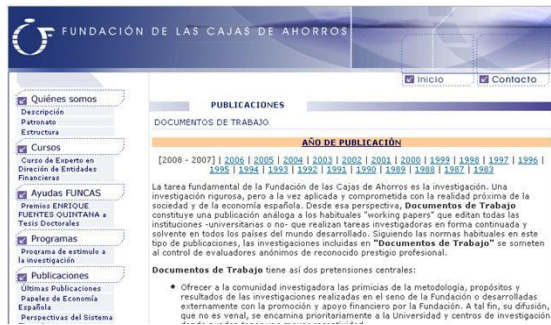 FUNDACIÓN DE LAS CAJAS DE AHORROS
Inicio
Contacto
Quiénes somos
Descripción
Patronato
Estructura
Cursos
Curso de Experto en
Direción de Entidades
Financieras
Ayudas FUNCAS
Premios ENRIQUE
FUENTES QUINTANA a
Tesis Doctorales
Programas
Programa de estímulo a
la investigación
Publicaciones
Últimas Publicaciones
Papeles de Economía
Española
Perspectivas del Sistema
PUBLICACIONES
DOCUMENTOS DE TRABAJO
AÑO DE PUBLICACIÓN
[2008 - 2007] | 2006 | 2005 | 2004 | 2003 | 2002 | 2001 | 2000 | 1999 | 1998 | 1997 | 1996 |
1995 | 1994 | 1993 | 1992 | 1991 | 1990 | 1989 | 1988 | 1987 | 1983
La tarea fundamental de la Fundación de las Cajas de Ahorros es la investigación. Una
investigación rigurosa, pero a la vez aplicada y comprometida con la realidad próxima de la
sociedad y de la economía española. Desde esa perspectiva, Documentos de Trabajo
constituye una publicación análoga a los habituales "working papers" que editan todas las
instituciones -universitarias o no- que realizan tareas investigadoras en forma continuada y
solvente en todos los países del mundo desarrollado. Siguiendo las normas habituales en este
tipo de publicaciones, las investigaciones incluidas en "Documentos de Trabajo" se someten
al control de evaluadores anónimos de reconocido prestigio profesional.
Documentos de Trabajo tiene así dos pretensiones centrales:
• Ofrecer a la comunidad investigadora las primicias de la metodología, propósitos y
resultados de las investigaciones realizadas en el seno de la Fundación o desarrolladas
externamente con la promoción y apoyo financiero por la Fundación. A tal fin, su difusión,
que no es venal, se encamina prioritariamente a la Universidad y centros de investigación